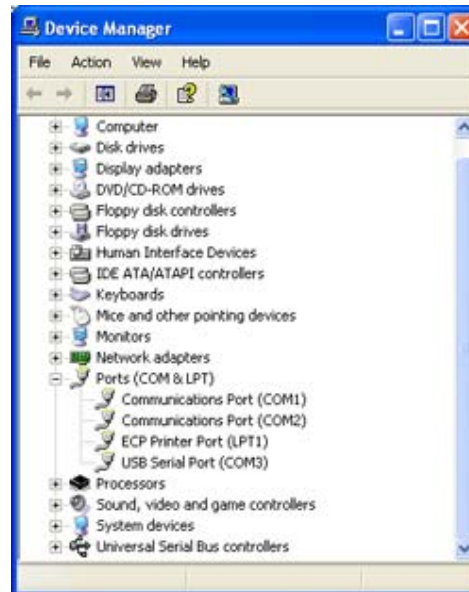 Device Manager
File Action View Help
Computer
Disk drives
Display adapters
DVD/CD-ROM drives
Floppy disk controllers
Floppy disk drives
Human Interface Devices
IDE ATA/ATAPI controllers
Keyboards
Mice and other pointing devices
Monitors
Network adapters
Ports (COM & LPT)
Communications Port (COM1)
Communications Port (COM2)
ECP Printer Port (LPT1)
USB Serial Port (COM3)
Processors
Sound, video and game controllers
System devices
Universal Serial Bus controllers